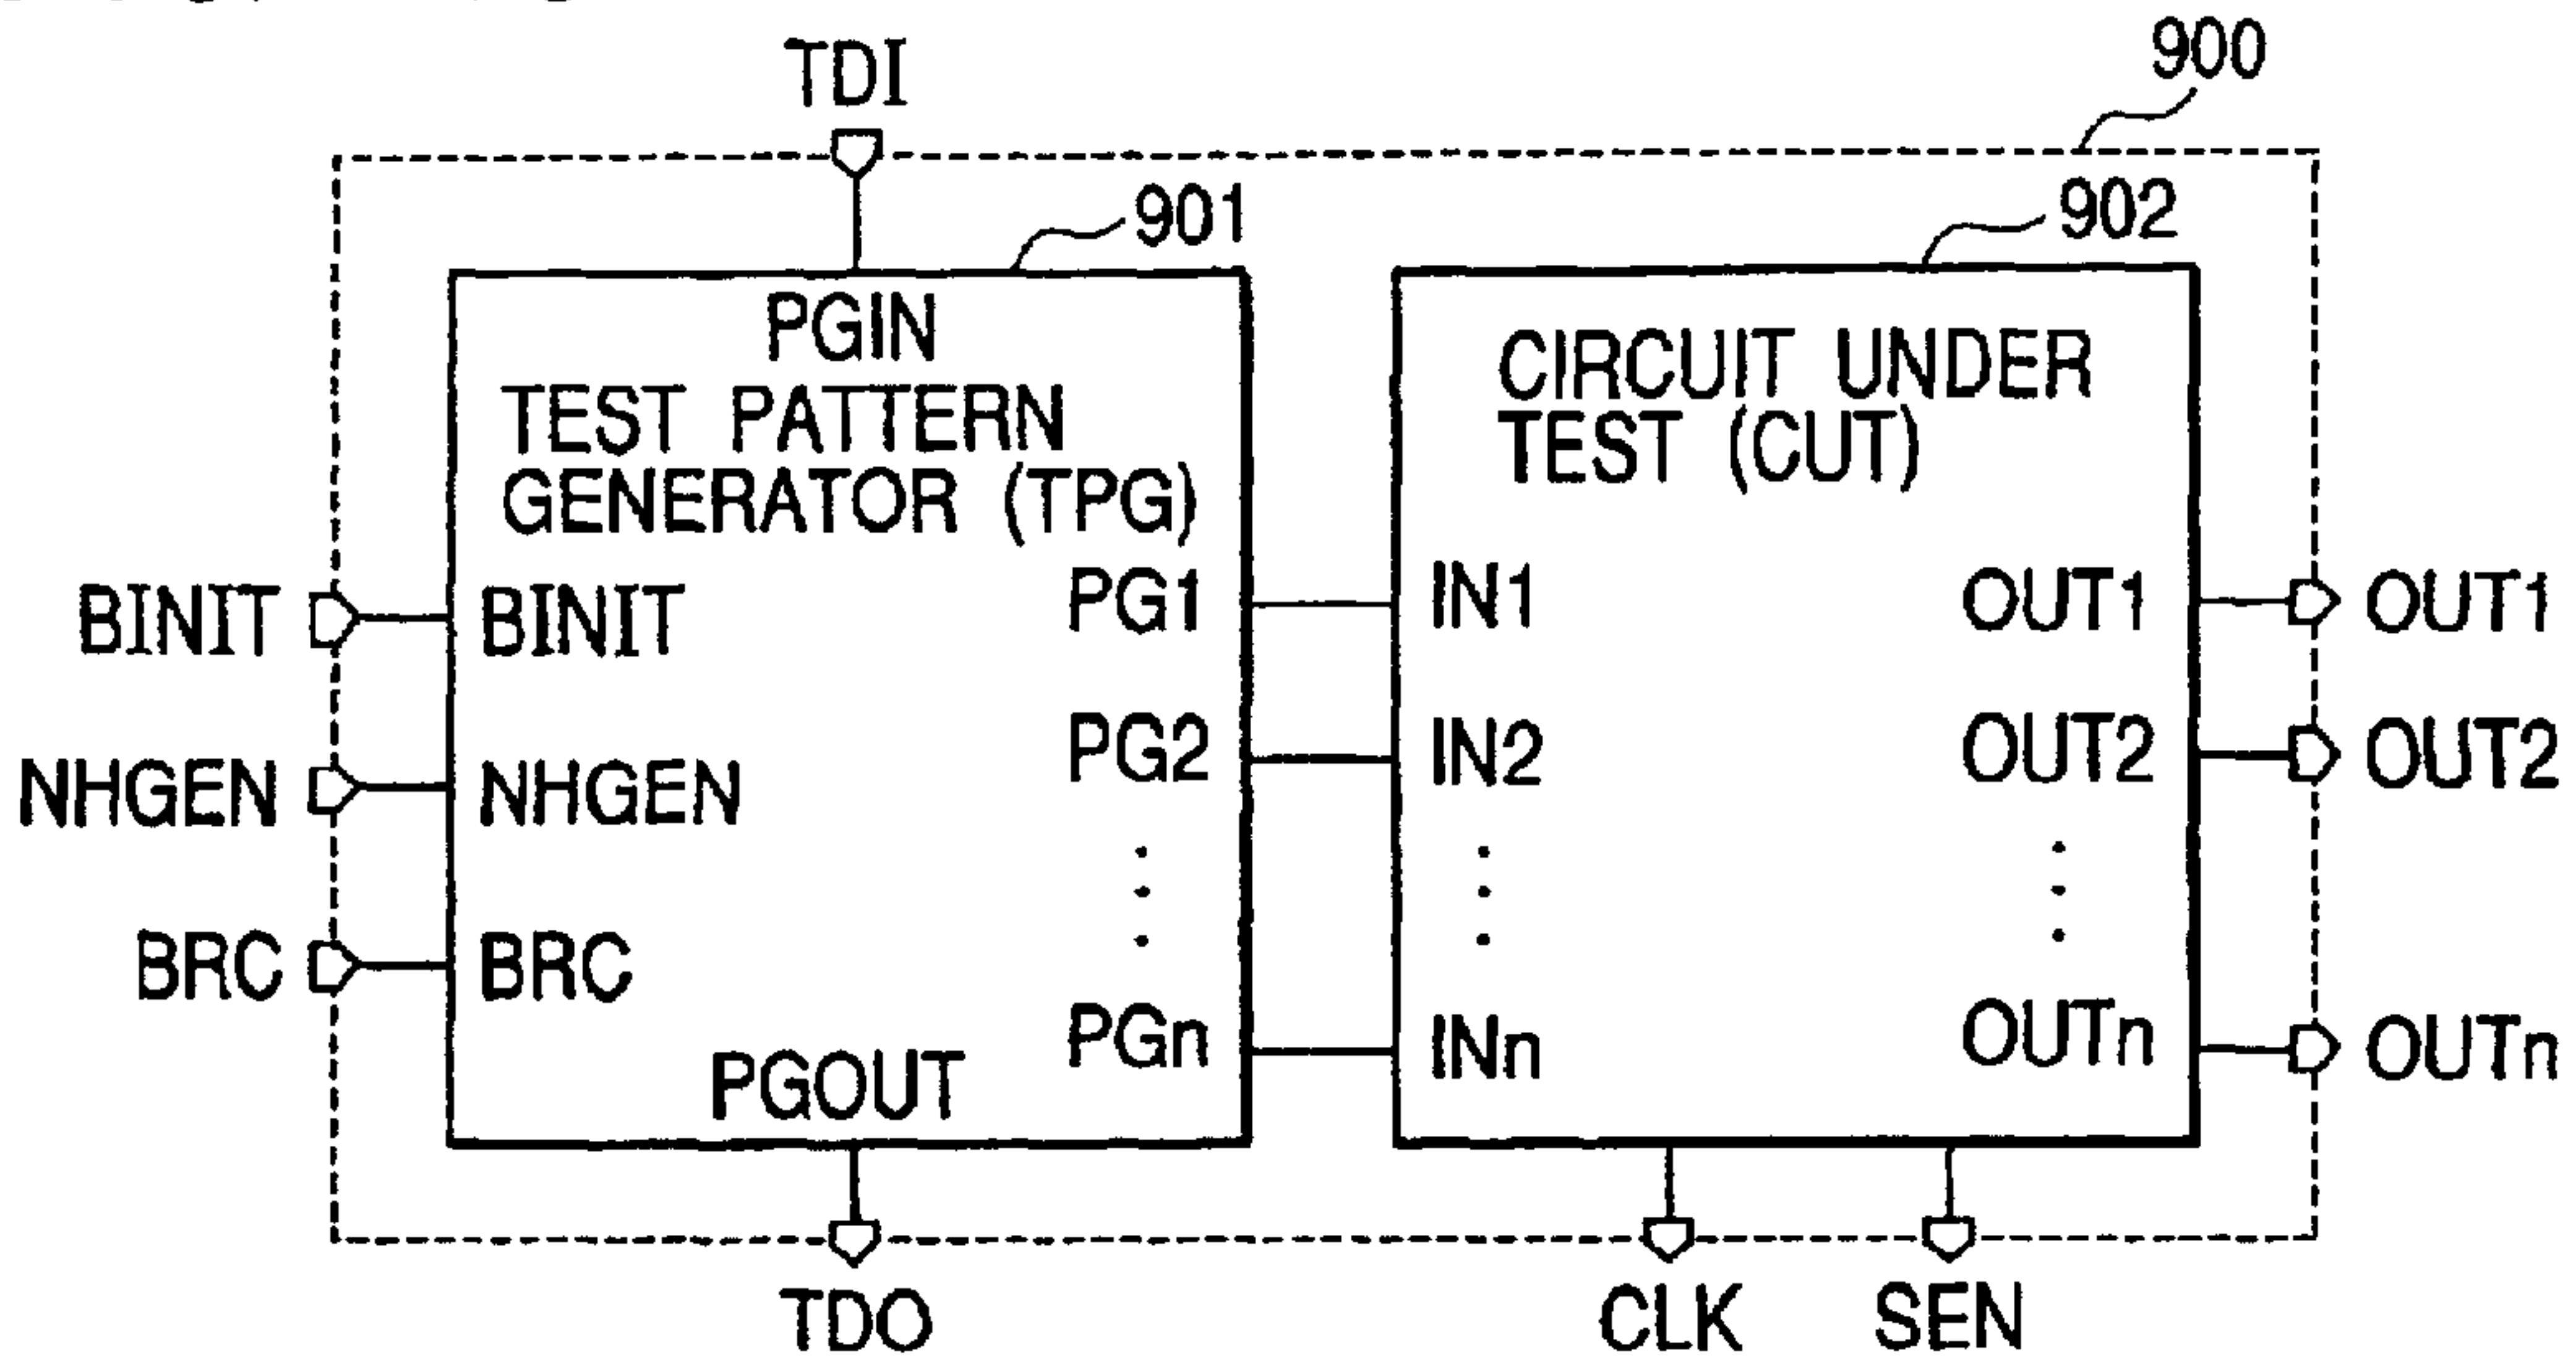 TDI
900
901
902
PGIN
TEST PATTERN
GENERATOR (TPG)
CIRCUIT UNDER
TEST (CUT)
BINIT
BINIT
PG1
IN1
OUT1
OUT1
NHGEN
NHGEN
PG2
IN2
OUT2
OUT2
BRC
BRC
PGn
INn
OUTn
OUTn
PGOUT
TDO
CLK
SEN